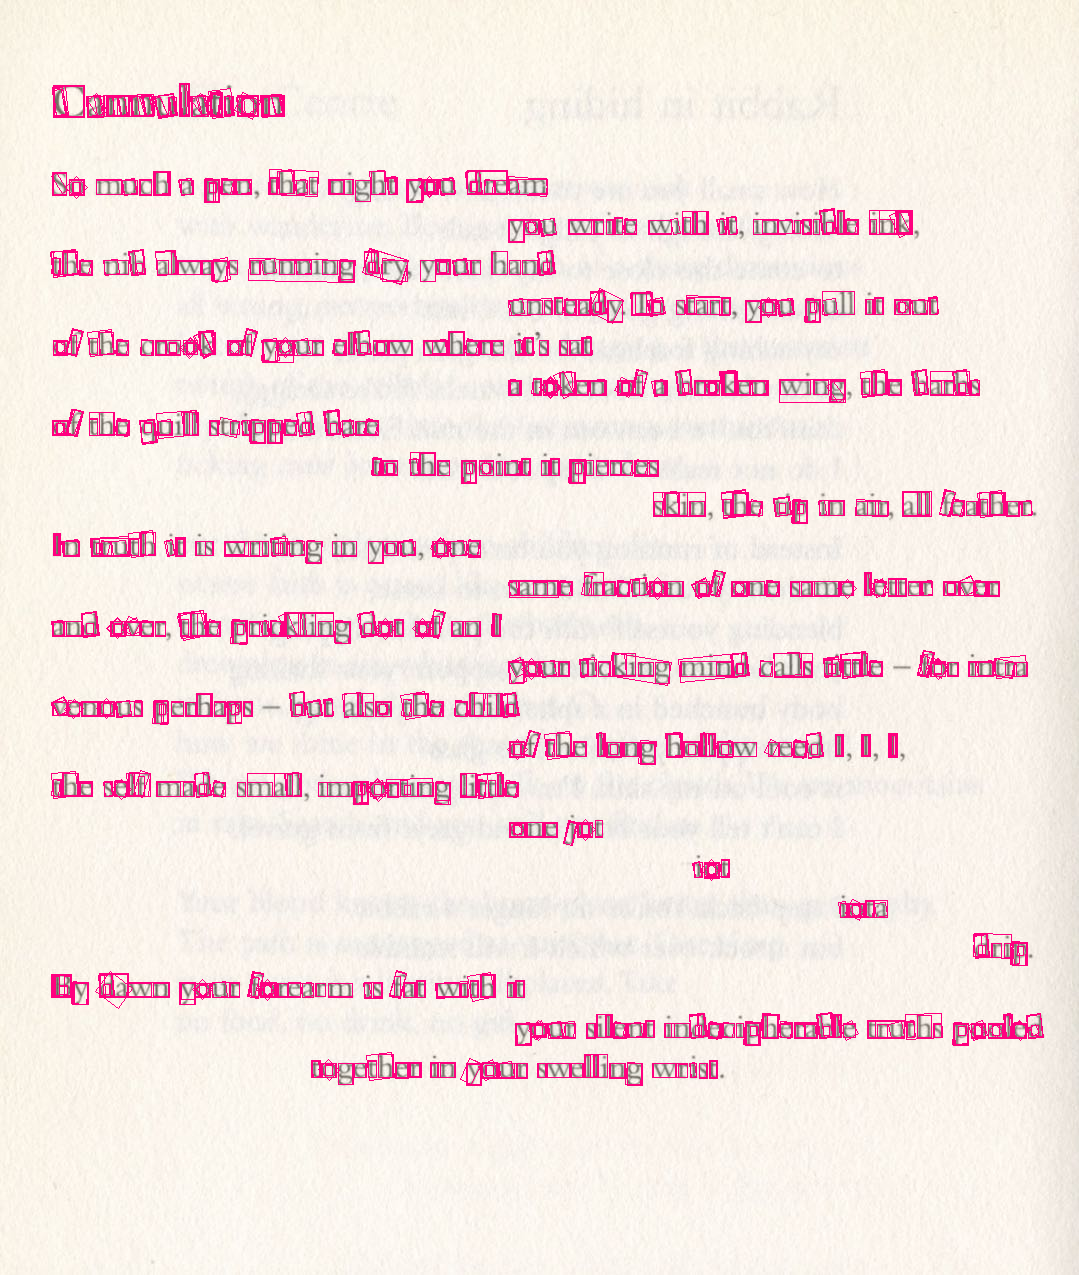 Cannulation
So much a pen, that night you dream
you write with it, invisible ink,
the nib always running dry, your hand
unsteady. To start, you pull it out
of the crook of your elbow where it's sat
a token of a broken wing, the barbs
of the quill stripped bare
to the point it pierces
skin, the tip in air, all feather.
In truth it is writing in you, one
same fraction of one same letter over
and over, the prickling dot of an I
your ticking mind calls title – for intra
venous perhaps – but also the child
of the long hollow reed I, I, I,
the self made small, importing little
one jot
iot
iota
drip.
By dawn your forearm is fat with it
your silent indecipherable truths pooled
together in your swelling wrist.